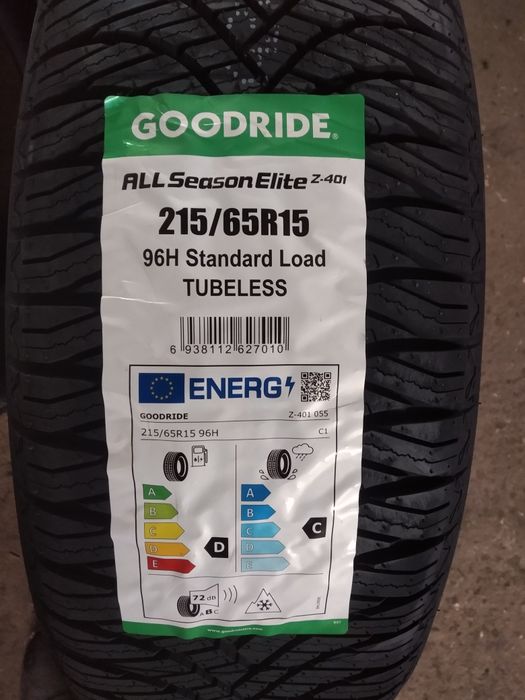 GOODRIDE®
ALL Season Elite Z-401
215/65R15
96H Standard Load
TUBELESS
6 938112 627010
ENERG
GOODRIDE Z-401 055
215/65R15 96H C1
A A
B B
C C C
D D D
E E
72 dB
ABC